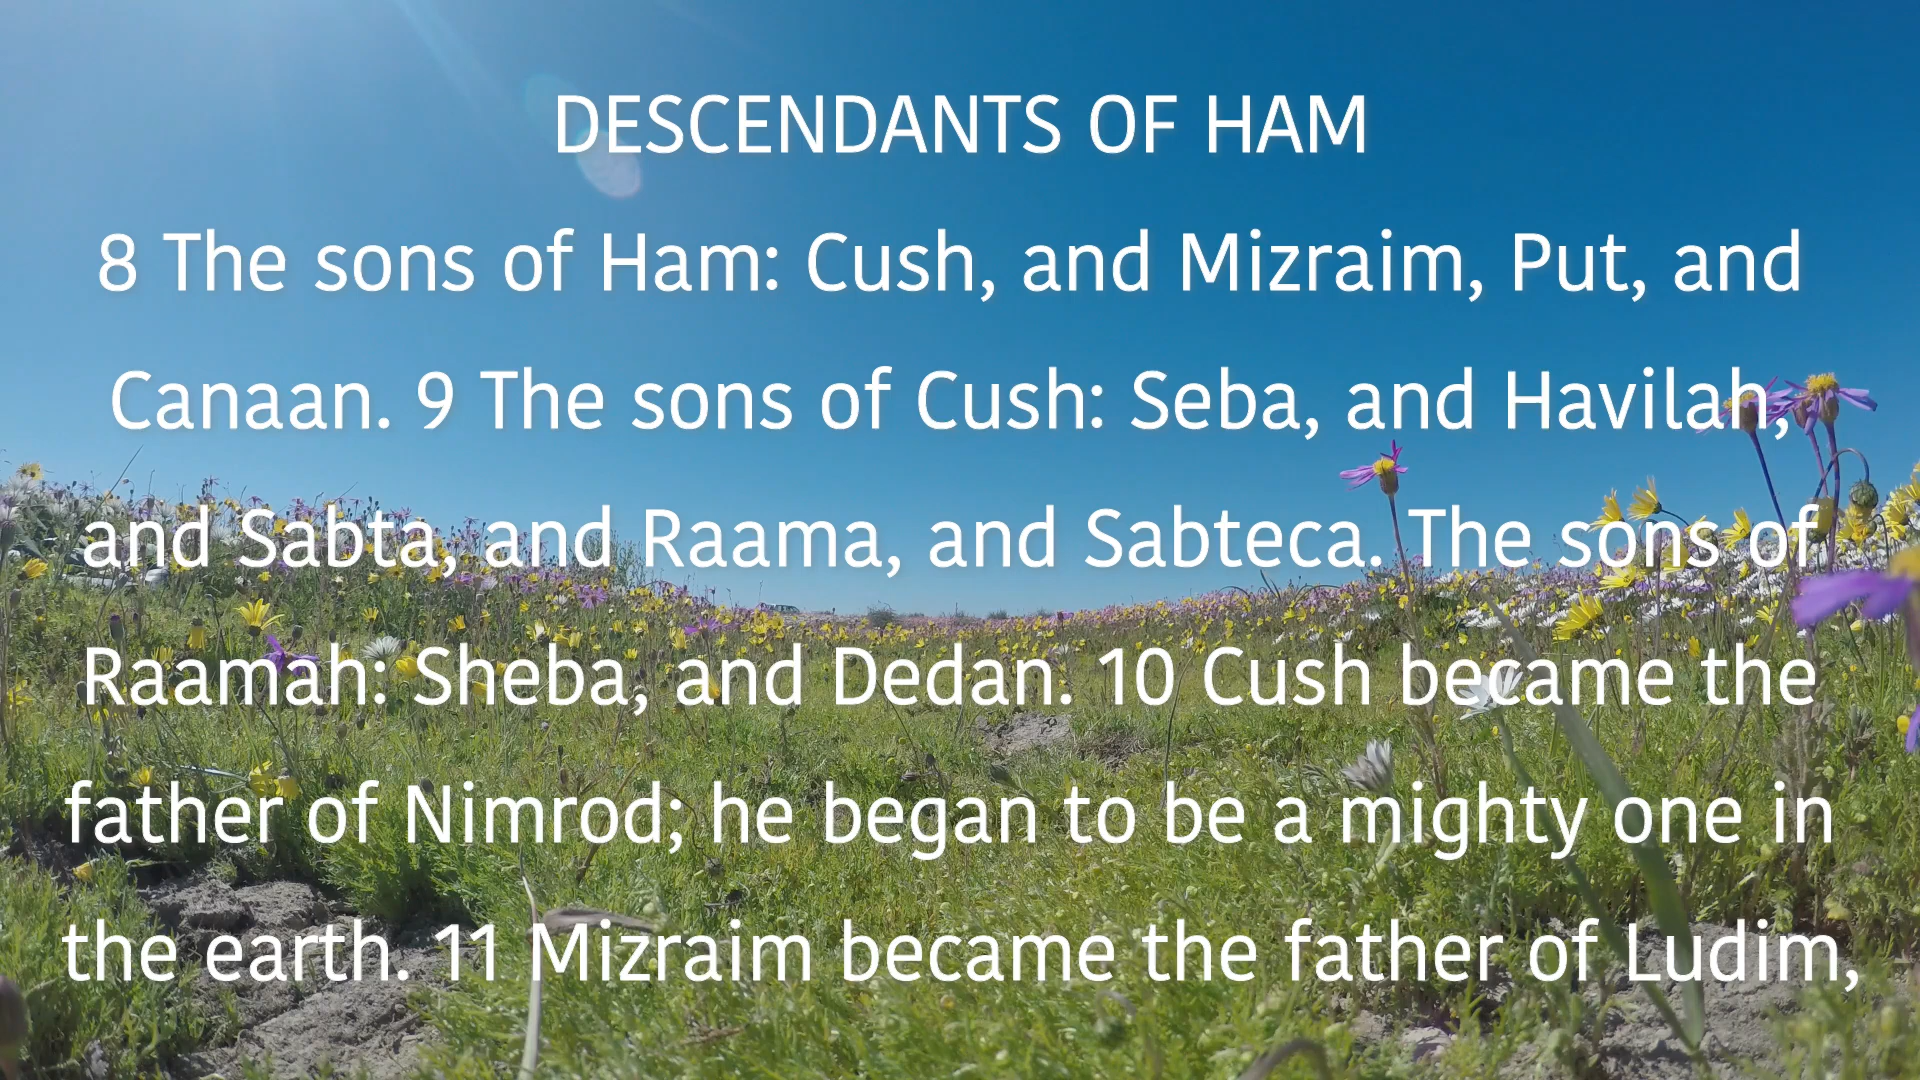 DESCENDANTS OF HAM
8 The sons of Ham: Cush, and Mizraim, Put, and
Canaan. 9 The sons of Cush: Seba, and Havilah,
and Sabta, and Raama, and Sabteca. The sons of
Raamah: Sheba, and Dedan. 10 Cush became the
father of Nimrod; he began to be a mighty one in
the earth. 11 Mizraim became the father of Ludim,